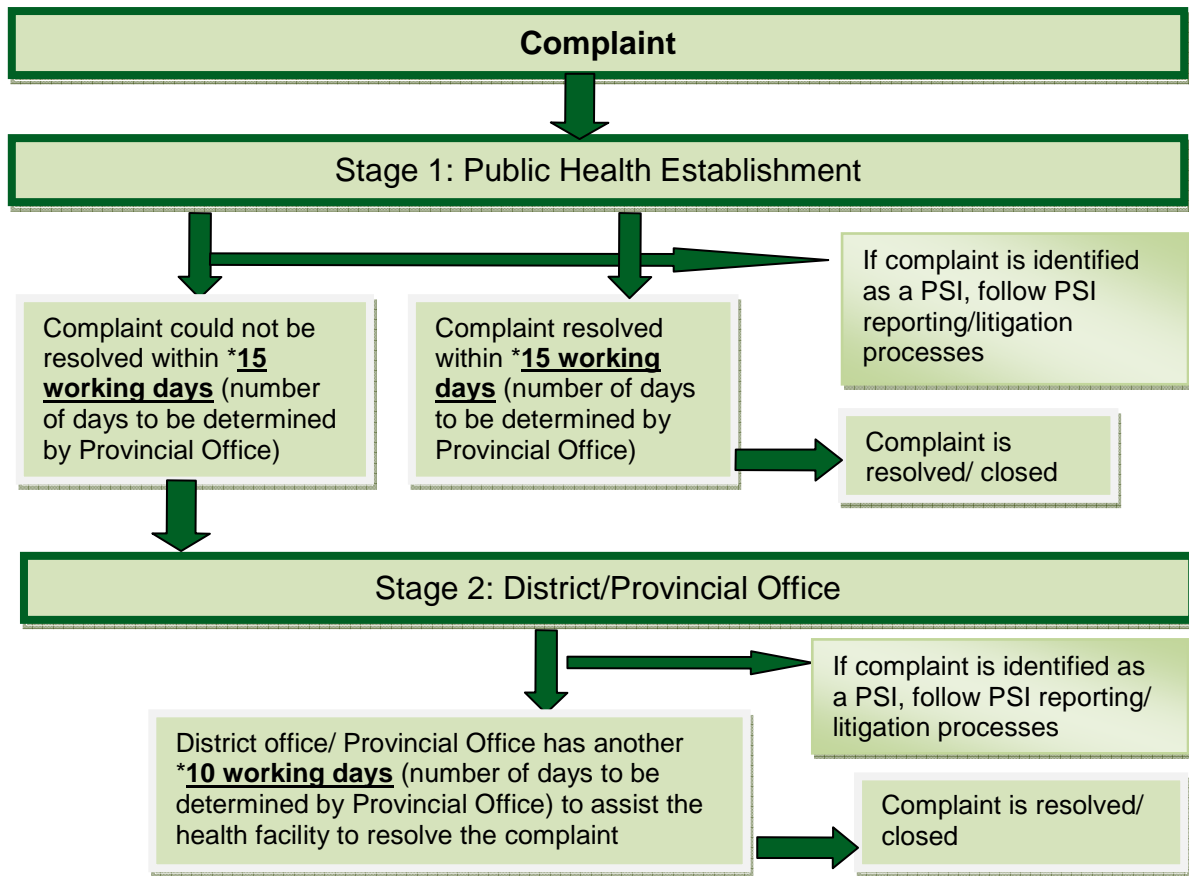 Complaint
Stage 1: Public Health Establishment
If complaint is identified
as a PSI, follow PSI
reporting/litigation
processes
Complaint could not be
resolved within *15
working days (number
of days to be determined
by Provincial Office)
Complaint resolved
within *15 working
days (number of days
to be determined by
Provincial Office)
Complaint is
resolved/ closed
Stage 2: District/Provincial Office
If complaint is identified as
a PSI, follow PSI reporting/
litigation processes
District office/ Provincial Office has another
*10 working days (number of days to be
determined by Provincial Office) to assist the
health facility to resolve the complaint
Complaint is resolved/
closed